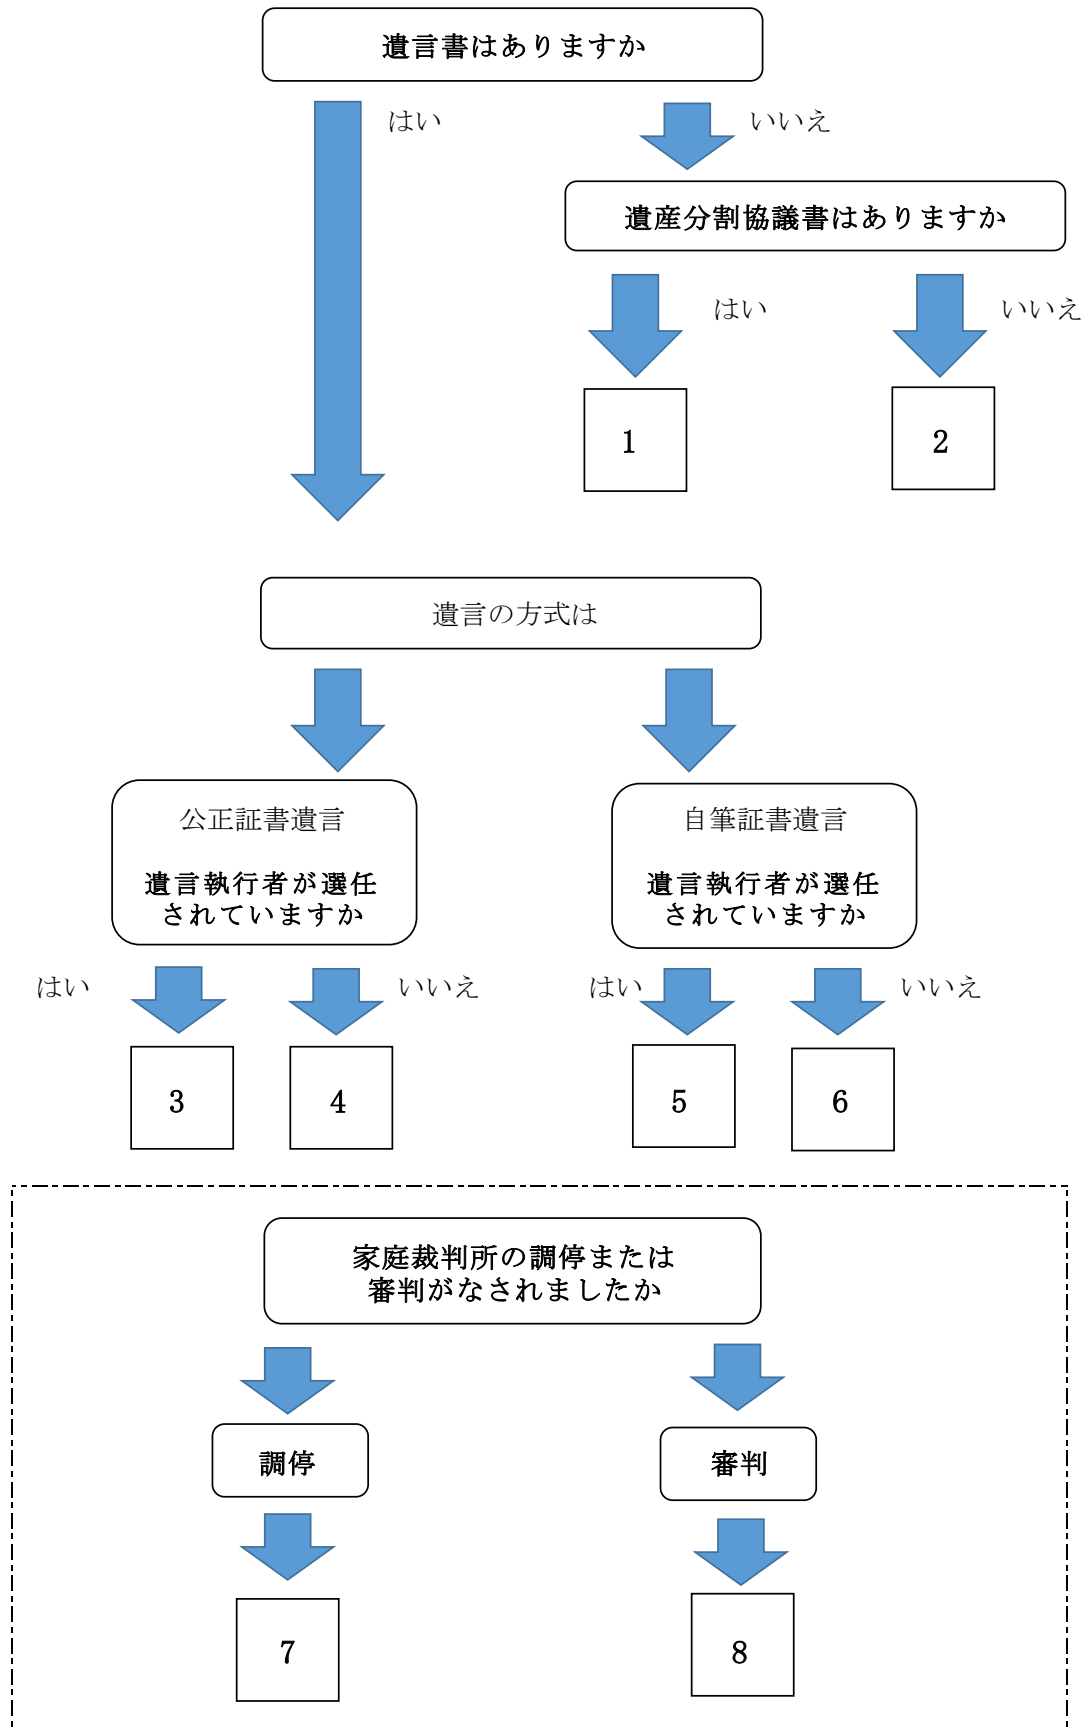 遺言書はありますか
はい
いいえ
遺産分割協議書はありますか
はい
いいえ
1
2
遺言の方式は
公正証書遺言
遺言執行者が選任
されていますか
自筆証書遺言
遺言執行者が選任
されていますか
はい
いいえ
はい
いいえ
3
4
5
6
家庭裁判所の調停または
審判がなされましたか
調停
審判
7
8